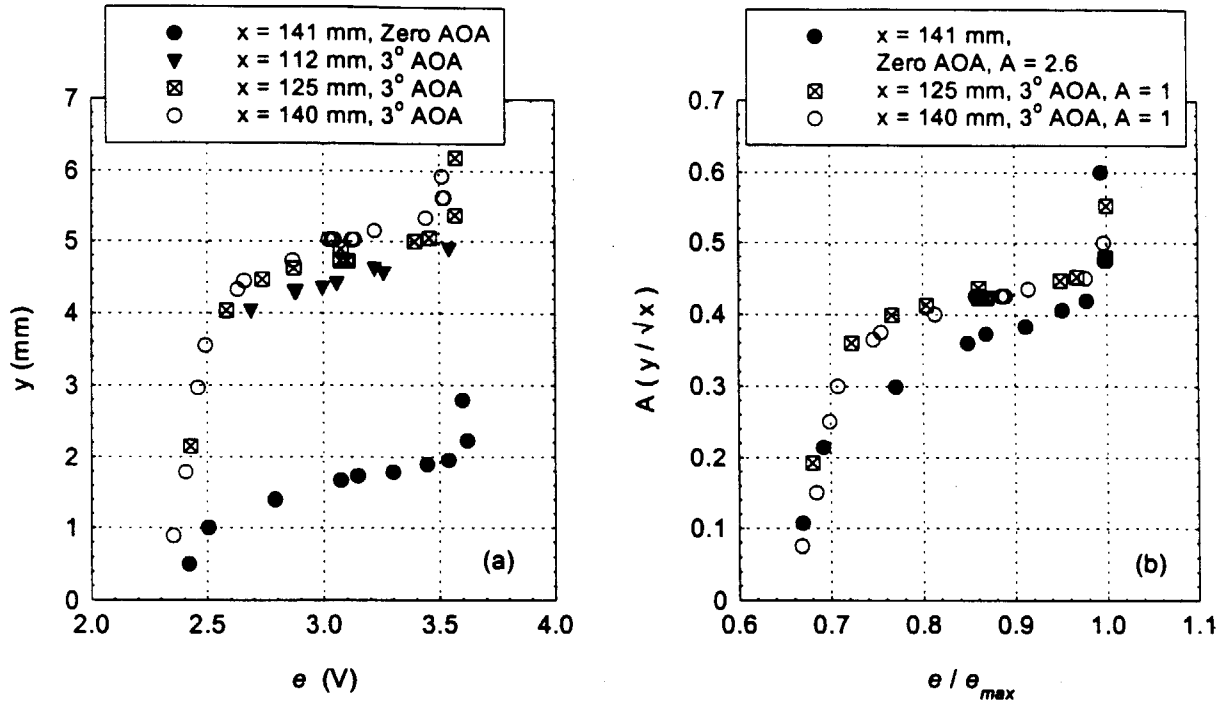 x = 141 mm, Zero AOA
x = 112 mm, 3° AOA
x = 125 mm, 3° AOA
x = 140 mm, 3° AOA
7
6
5
4
3
2
1
0
y (mm)
2.0 2.5 3.0 3.5 4.0
e (V)
(a)
x = 141 mm,
Zero AOA, A = 2.6
x = 125 mm, 3° AOA, A = 1
x = 140 mm, 3° AOA, A = 1
0.7
0.6
0.5
0.4
0.3
0.2
0.1
0
A ( y / √x )
0.6 0.7 0.8 0.9 1.0 1.1
e / emax
(b)